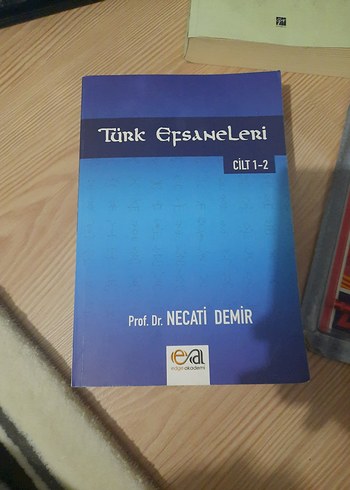 Türk Efsaneleri
CİLT 1-2
Prof. Dr. NECATİ DEMİR